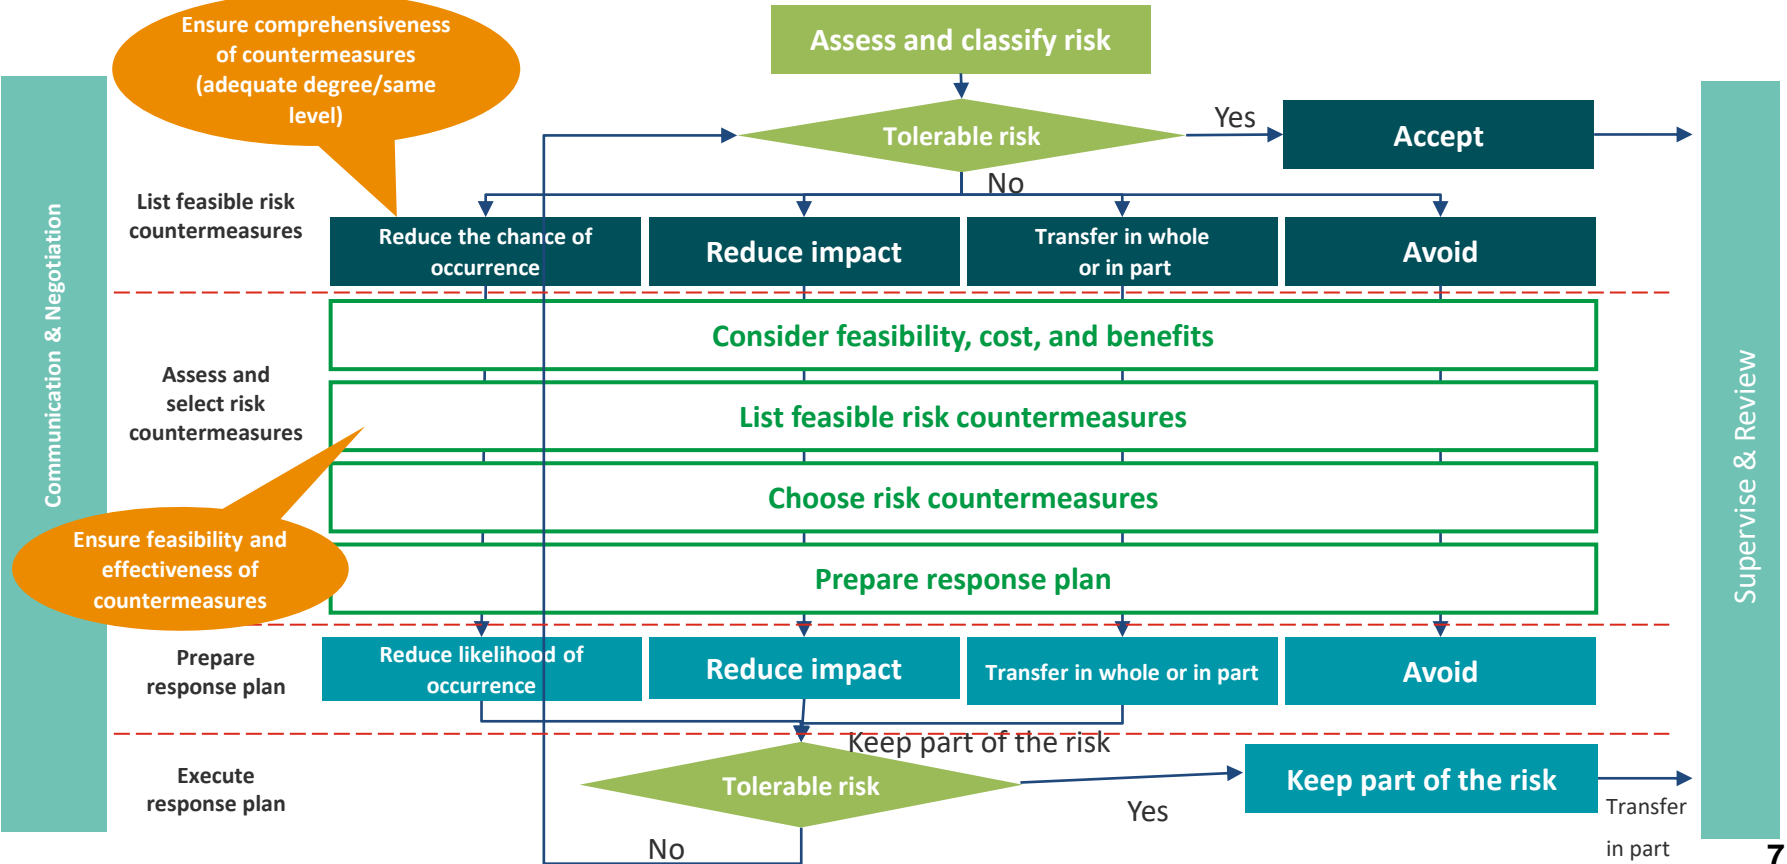 Ensure comprehensiveness
of countermeasures
(adequate degree/same
level)
Assess and classify risk
Tolerable risk
Yes
Accept
No
List feasible risk
countermeasures
Reduce the chance of
occurrence
Reduce impact
Transfer in whole
or in part
Avoid
Communication & Negotiation
Supervise & Review
Consider feasibility, cost, and benefits
Assess and
select risk
countermeasures
List feasible risk countermeasures
Choose risk countermeasures
Ensure feasibility and
effectiveness of
countermeasures
Prepare response plan
Prepare
response plan
Reduce likelihood of
occurrence
Reduce impact
Transfer in whole or in part
Avoid
Keep part of the risk
Execute
response plan
Tolerable risk
Yes
Keep part of the risk
Transfer
in part
No
7